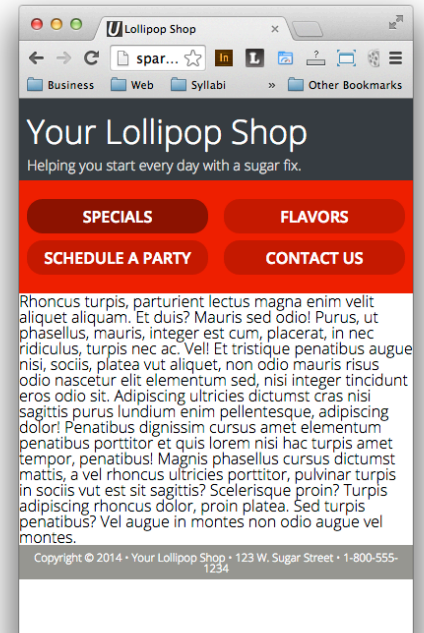 Lollipop Shop
spar...
In
L
?
Business Web Syllabi » Other Bookmarks
Your Lollipop Shop
Helping you start every day with a sugar fix.
SPECIALS FLAVORS
SCHEDULE A PARTY CONTACT US
Rhoncus turpis, parturient lectus magna enim velit
aliquet aliquam. Et duis? Mauris sed odio! Purus, ut
phasellus, mauris, integer est cum, placerat, in nec
ridiculus, turpis nec ac. Vel! Et tristique penatibus augue
nisi, sociis, platea vut aliquet, non odio mauris risus
odio nascetur elit elementum sed, nisi integer tincidunt
eros odio sit. Adipiscing ultricies dictumst cras nisi
sagittis purus lundium enim pellentesque, adipiscing
dolor! Penatibus dignissim cursus amet elementum
penatibus porttitor et quis lorem nisi hac turpis amet
tempor, penatibus! Magnis phasellus cursus dictumst
mattis, a vel rhoncus ultricies porttitor, pulvinar turpis
in sociis vut est sit sagittis? Scelerisque proin? Turpis
adipiscing rhoncus dolor, proin platea. Sed turpis
penatibus? Vel augue in montes non odio augue vel
montes.
Copyright © 2014 • Your Lollipop Shop • 123 W. Sugar Street • 1-800-555-
1234